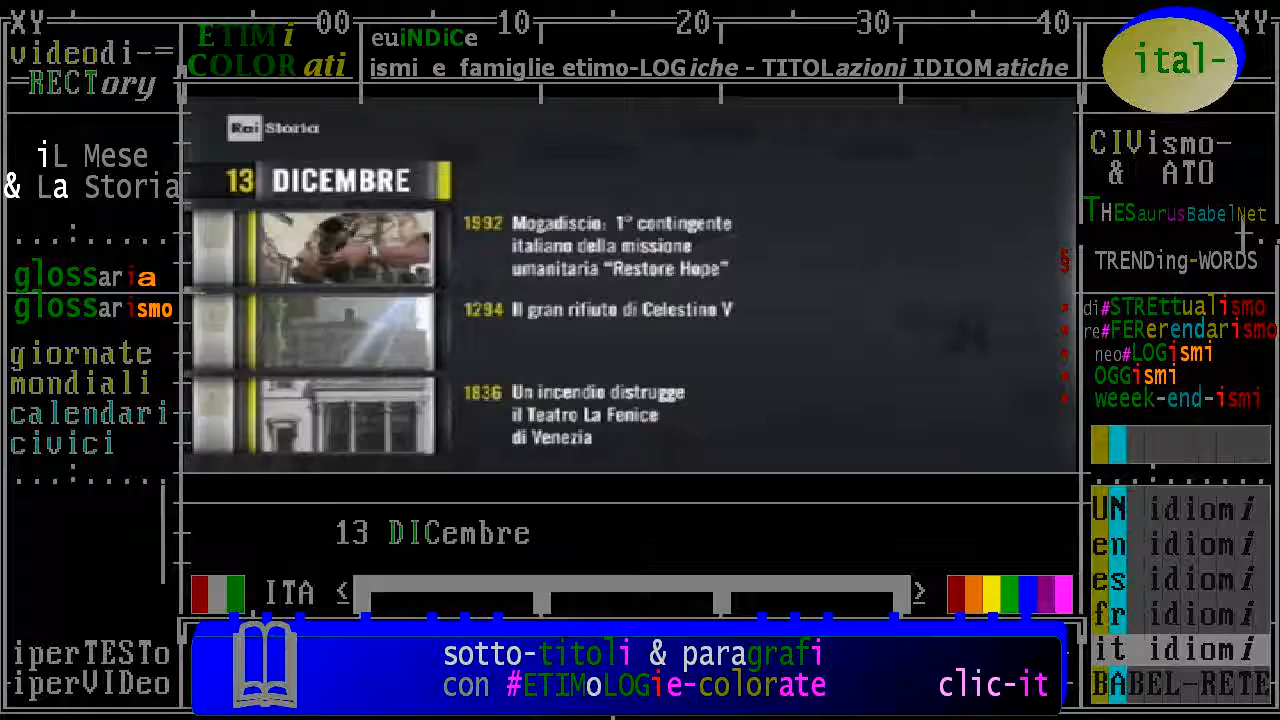 XY 00 10 20 30 40 XY
videodi-=
=RECTory
ETIMi
COLORati
euiNDiCe
ismi e famiglie etimo-LOGiche - TITOLazioni IDIOMatiche
ital-
iL Mese
& La Storia
...:.....
glossaria
glossarismo
giornate
mondiali
calendari
civici
...:.....
iperTESTo
-iperVIDeo
Rai Storia
13 DICEMBRE
1992 Mogadiscio: 1° contingente
italiano della missione
umanitaria “Restore Hope”
1294 Il gran rifiuto di Celestino V
1836 Un incendio distrugge
il Teatro La Fenice
di Venezia
13 DICembre
ITA < >
sotto-titoli & paragrafi
con #ETIMoLOGie-colorate
clic-it
CIVismo-
& ATO
THESaurusBabelNet
TRENDing-WORDS
di#STREttualismo
re#FERerendarismo
neo#LOGismi
OGGismi
weeek-end-ismi
UN idiomi
en idiomi
es idiomi
fr idiomi
it idiomi
BABEL-RETE